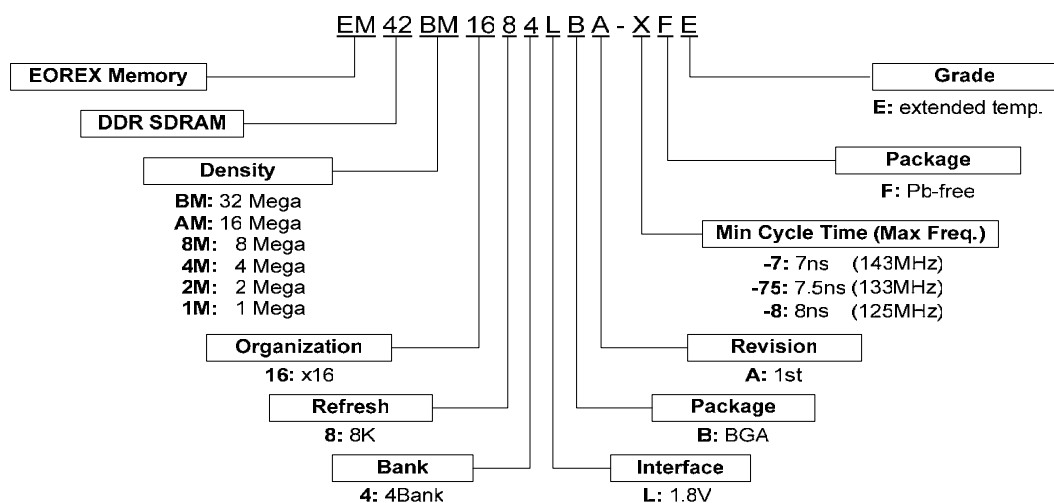 EM 42 BM 16 8 4 L B A - X F E
EOREX Memory
DDR SDRAM
Density
BM: 32 Mega
AM: 16 Mega
8M: 8 Mega
4M: 4 Mega
2M: 2 Mega
1M: 1 Mega
Organization
16: x16
Refresh
8: 8K
Bank
4: 4Bank
Grade
E: extended temp.
Package
F: Pb-free
Min Cycle Time (Max Freq.)
-7: 7ns (143MHz)
-75: 7.5ns (133MHz)
-8: 8ns (125MHz)
Revision
A: 1st
Package
B: BGA
Interface
L: 1.8V